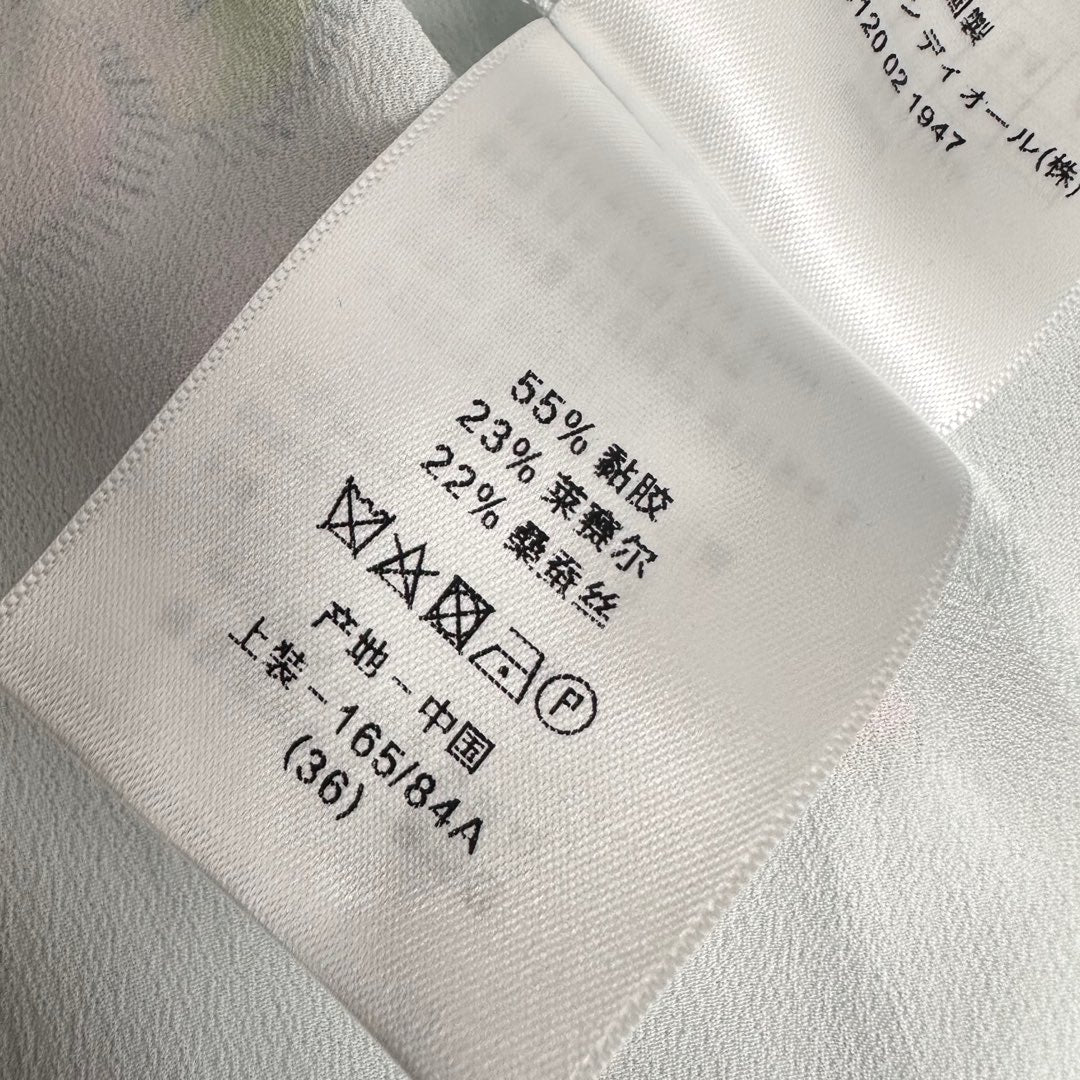 ンディオール(株)
120 02 1947
55% 黏胶
23% 莱赛尔
22% 桑蚕丝
P
产地-中国
上装-165/84A
(36)